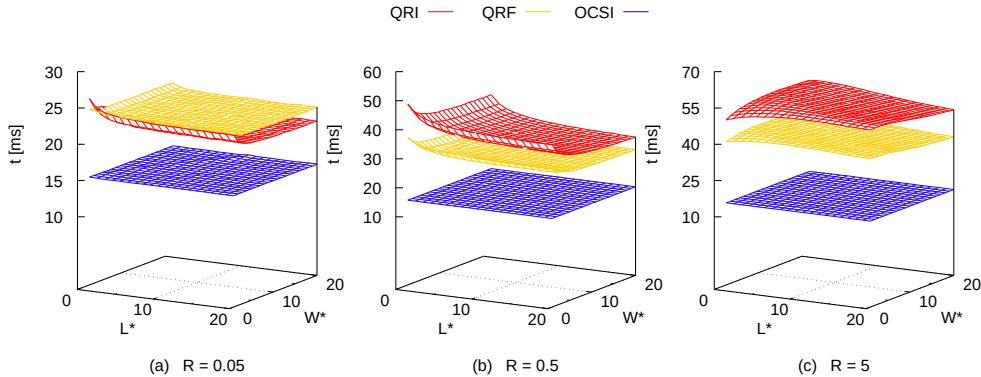 QRI QRF OCSI
30 60 70
25 50 55
20 40 40
15 30 25
10 20 10
10
t [ms] t [ms] t [ms]
0 10 20 0 10 20
L* W*
0 10 20 0 10 20
L* W*
0 10 20 0 10 20
L* W*
(a) R = 0.05
(b) R = 0.5
(c) R = 5